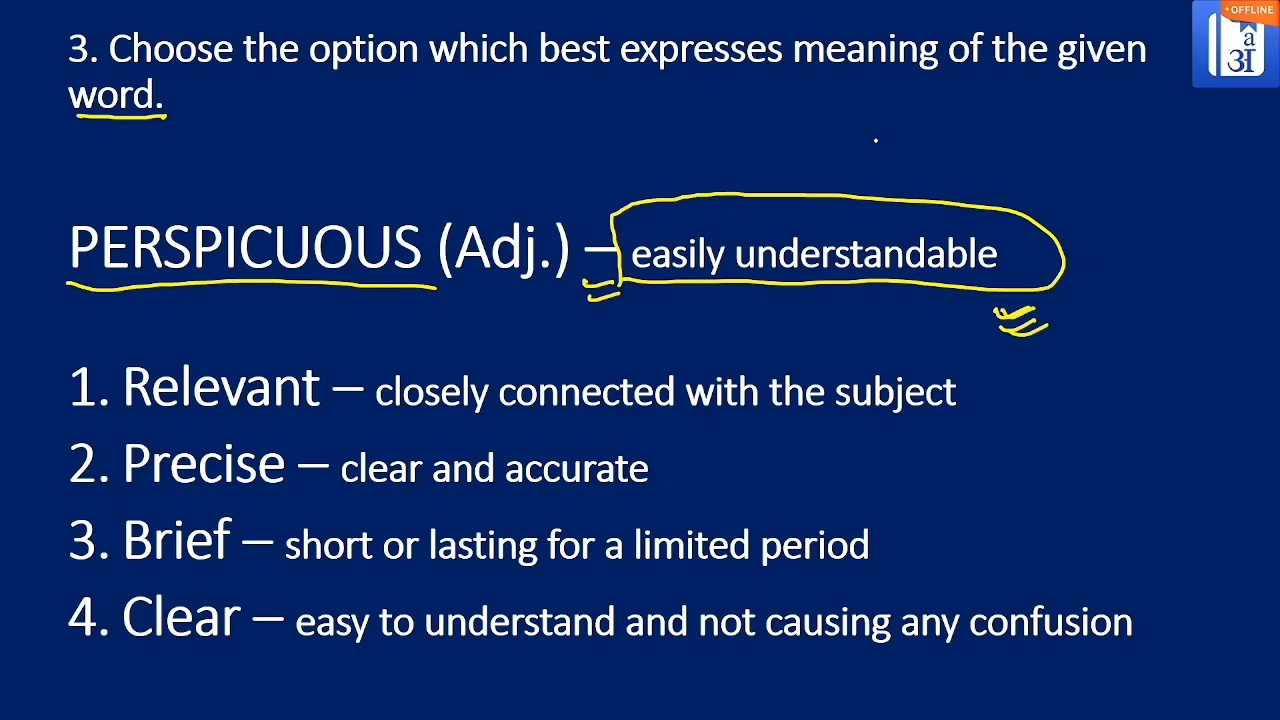 OFFLINE
3. Choose the option which best expresses meaning of the given
word.
PERSPICUOUS (Adj.) – easily understandable
1. Relevant – closely connected with the subject
2. Precise – clear and accurate
3. Brief – short or lasting for a limited period
4. Clear – easy to understand and not causing any confusion